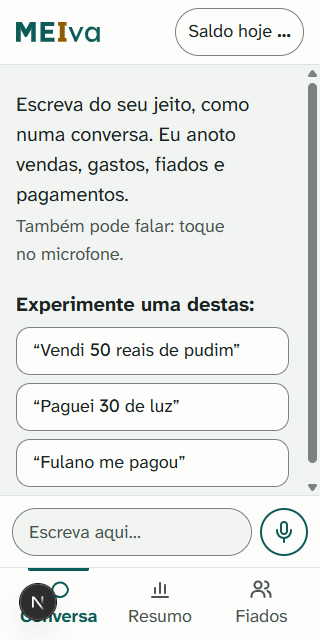 MEIva
Saldo hoje ...
Escreva do seu jeito, como
numa conversa. Eu anoto
vendas, gastos, fiados e
pagamentos.
Também pode falar: toque
no microfone.
Experimente uma destas:
“Vendi 50 reais de pudim”
“Paguei 30 de luz”
“Fulano me pagou”
Escreva aqui...
N
Conversa
Resumo
Fiados